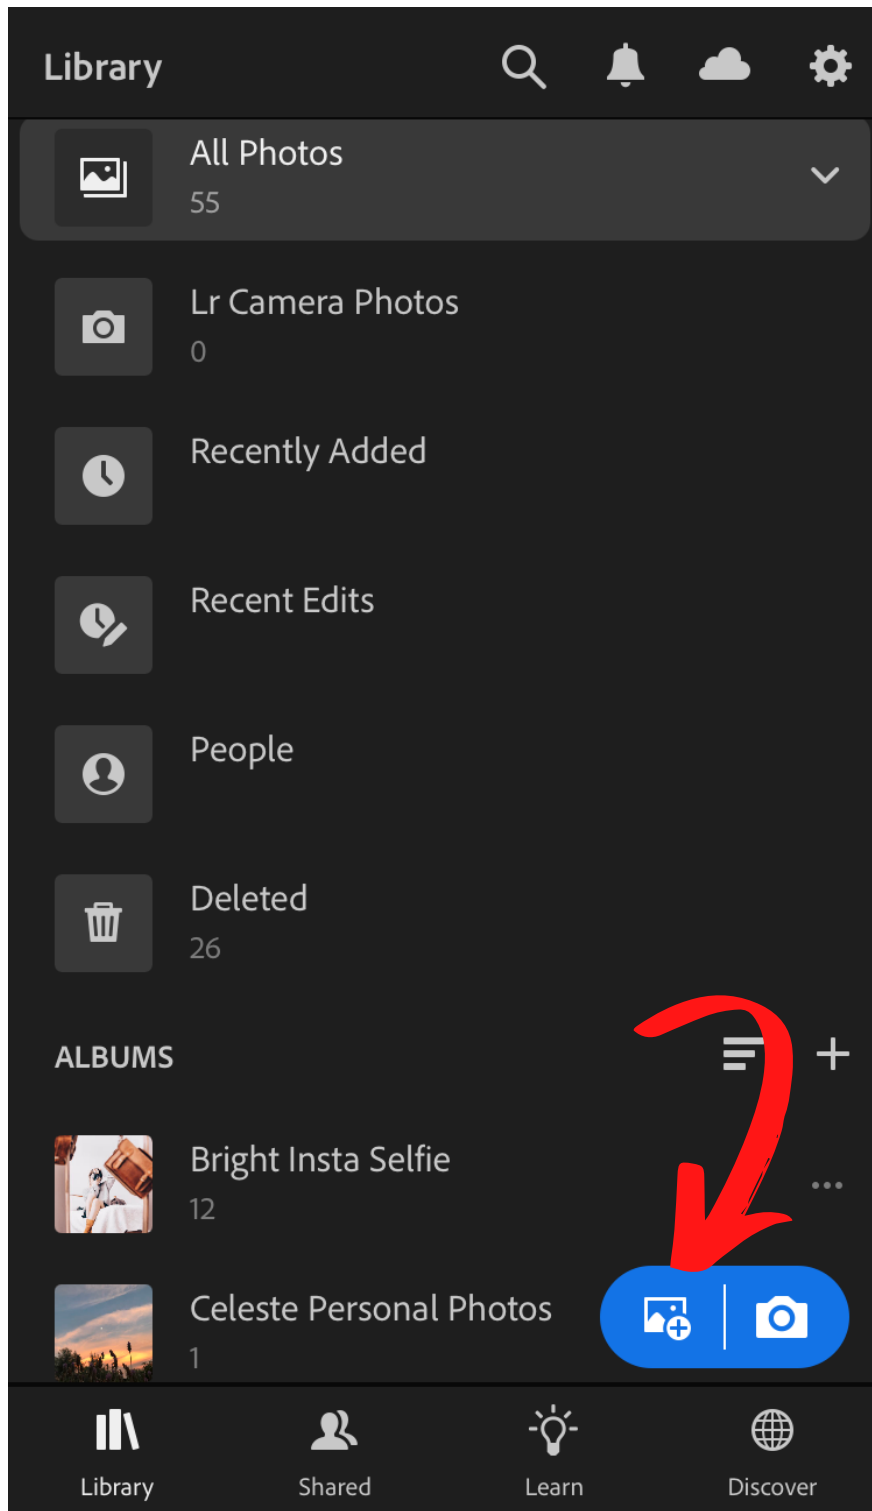 Library
All Photos
55
Lr Camera Photos
0
Recently Added
Recent Edits
People
Deleted
26
ALBUMS
Bright Insta Selfie
12
Celeste Personal Photos
1
Library
Shared
Learn
Discover